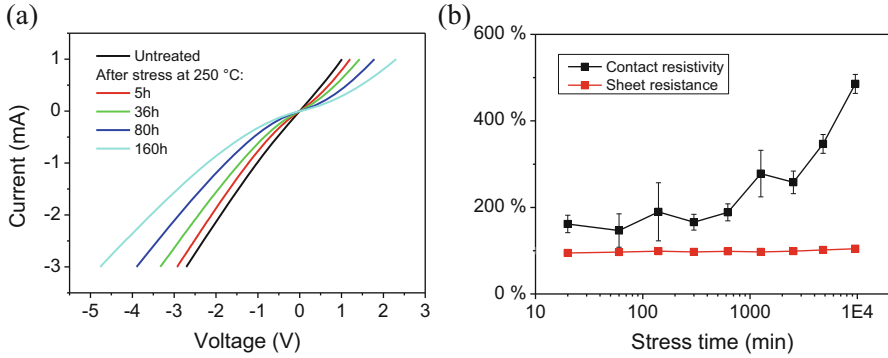 (a)
1
0
-1
-2
-3
Current (mA)
Untreated
After stress at 250 °C:
5h
36h
80h
160h
-5 -4 -3 -2 -1 0 1 2 3
Voltage (V)
(b)
600 %
400 %
200 %
0 %
Contact resistivity
Sheet resistance
10 100 1000 1E4
Stress time (min)